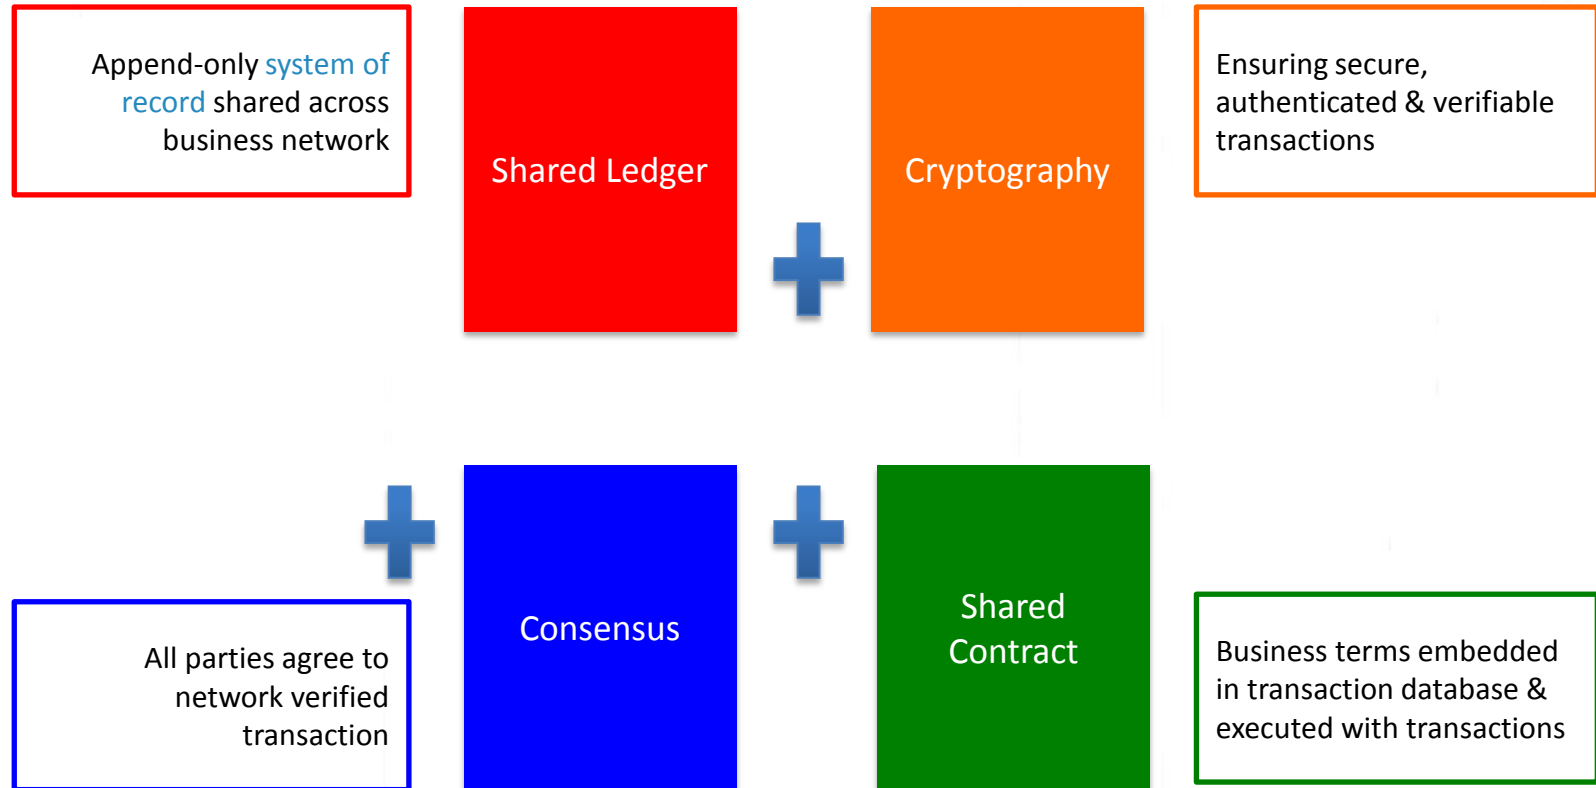 Append-only system of
record shared across
business network
Shared Ledger
Cryptography
Ensuring secure,
authenticated & verifiable
transactions
All parties agree to
network verified
transaction
Consensus
Shared
Contract
Business terms embedded
in transaction database &
executed with transactions